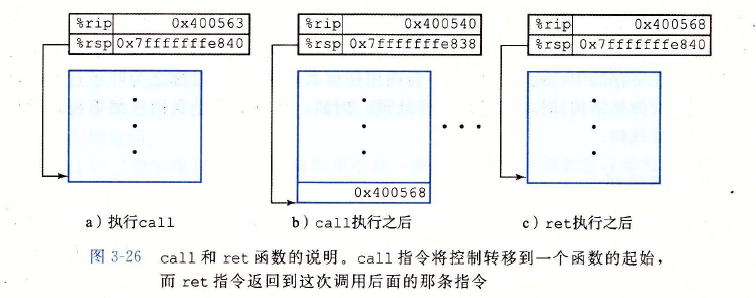 %rip 0x400563
%rsp 0x7fffffffe840
%rip 0x400540
%rsp 0x7fffffffe838
%rip 0x400568
%rsp 0x7fffffffe840
0x400568
a) 执行call
b) call执行之后
c) ret执行之后
图 3-26 call 和 ret 函数的说明。call 指令将控制转移到一个函数的起始，
而 ret 指令返回到这次调用后面的那条指令